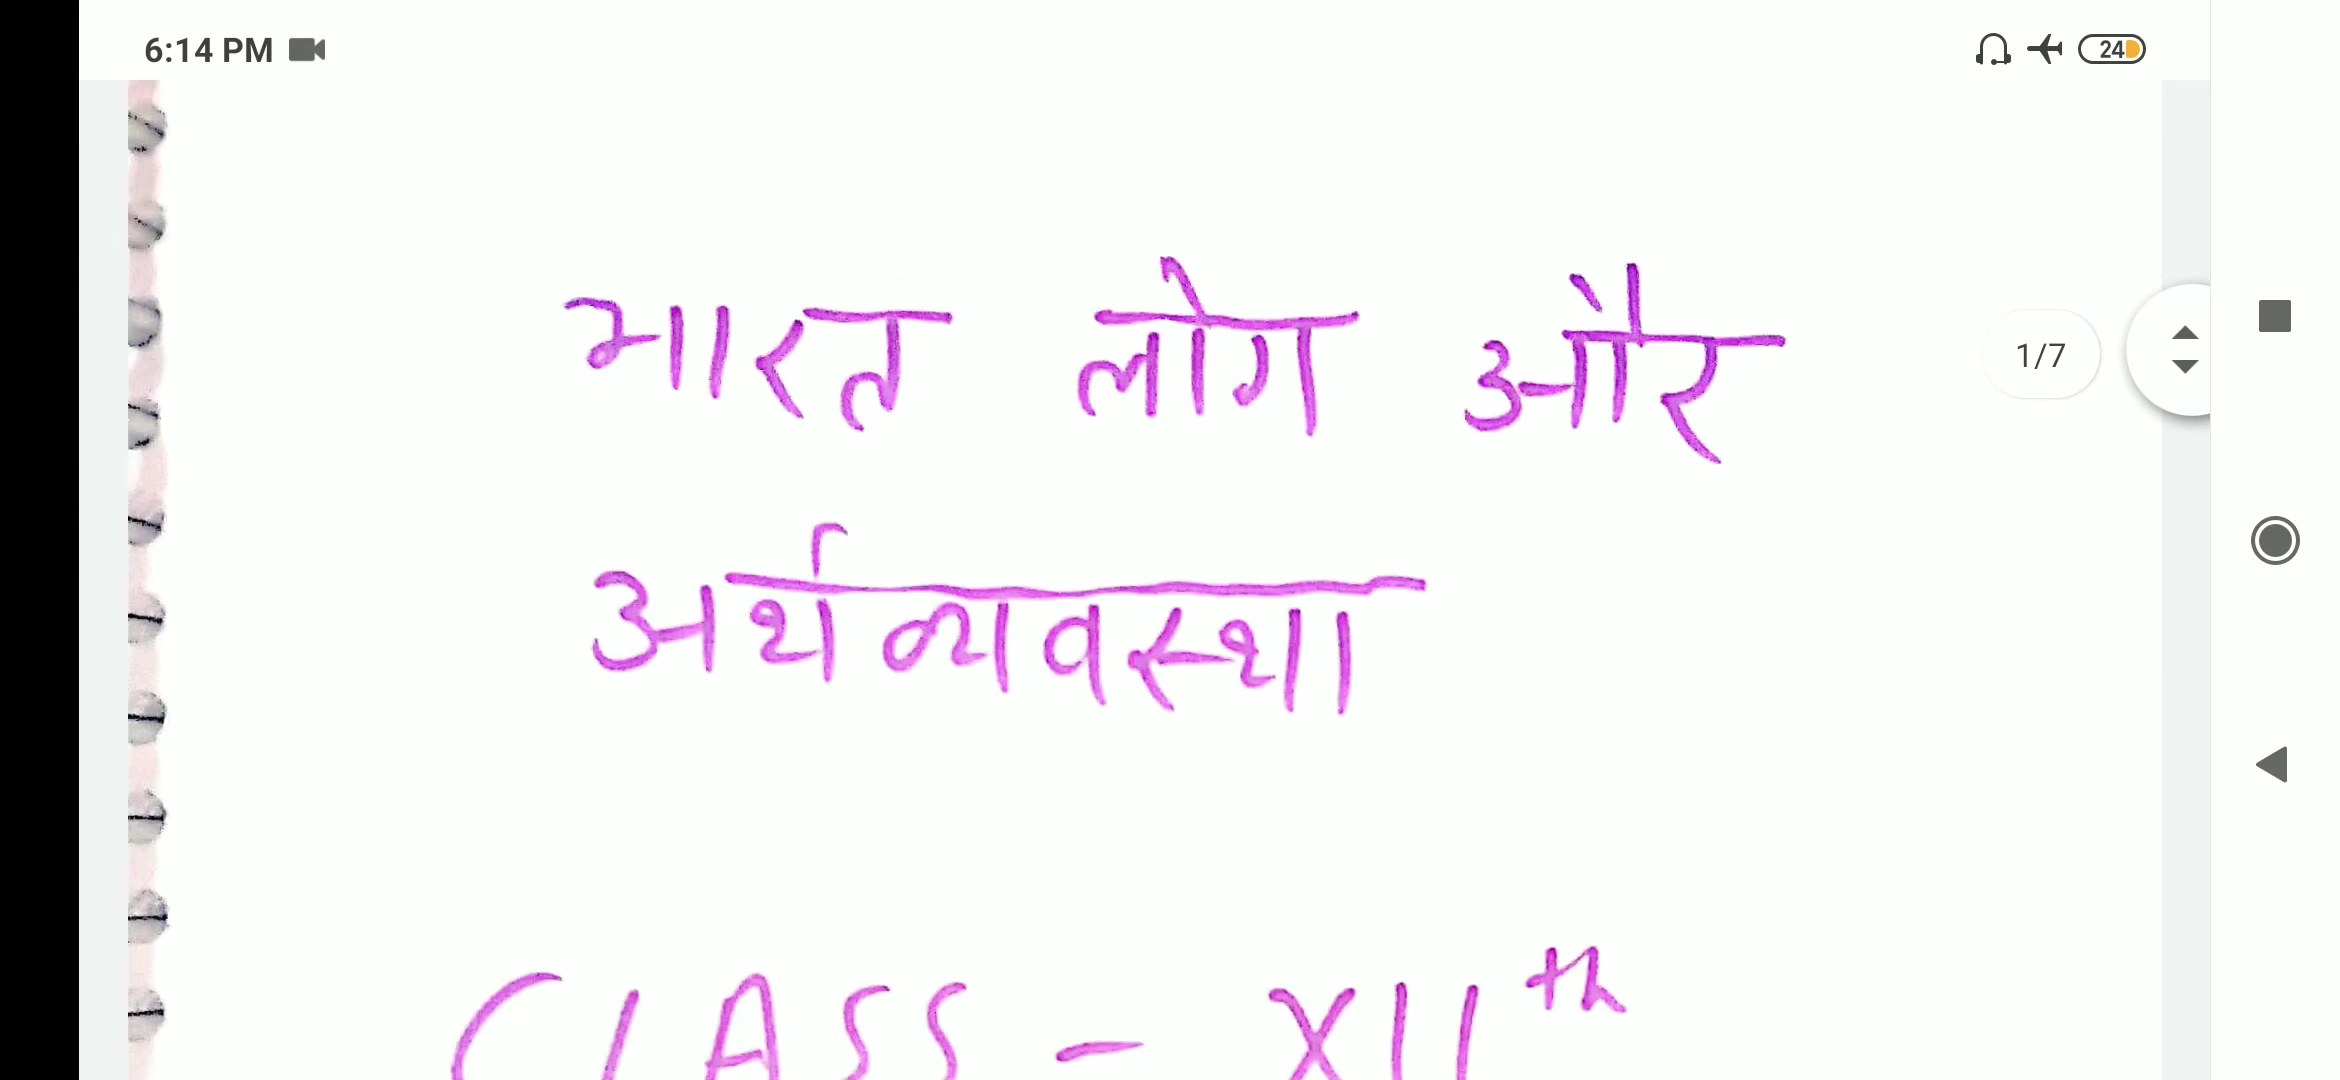 6:14 PM
24
भारत लोग और
1/7
अर्थव्यवस्था
CLASS - XIIth